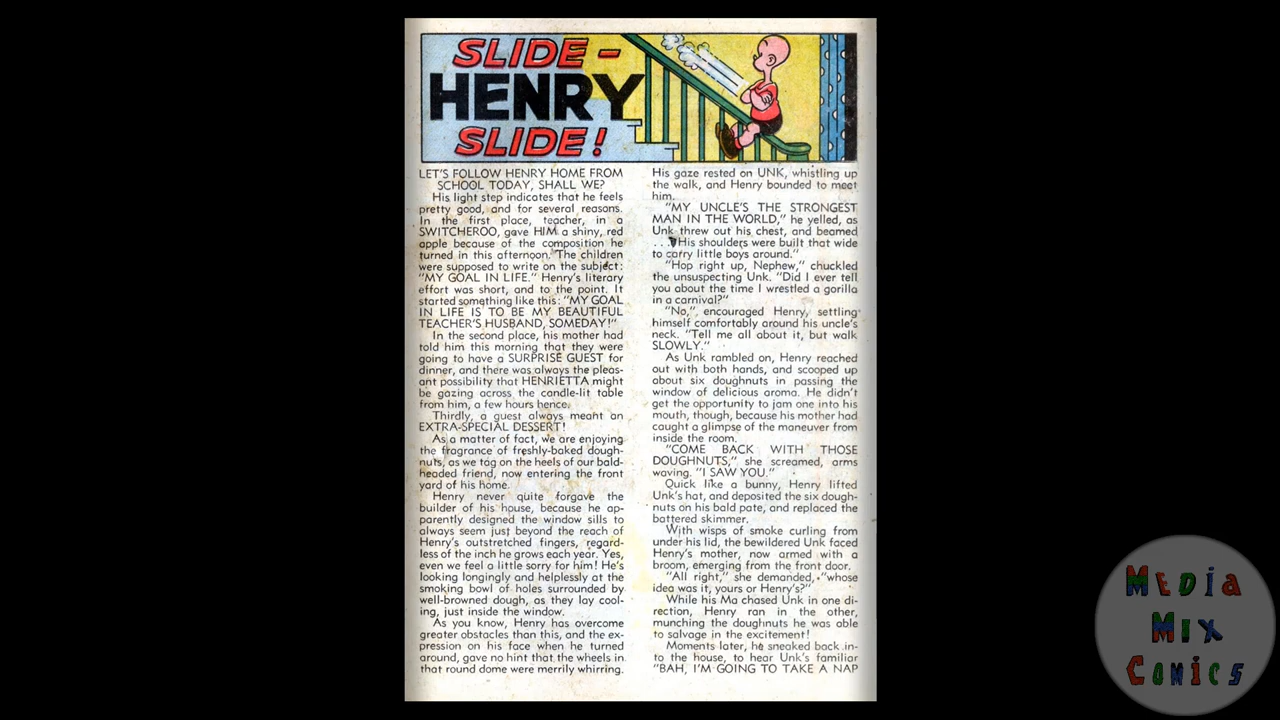 SLIDE -
HENRY
SLIDE!
LET'S FOLLOW HENRY HOME FROM
SCHOOL TODAY, SHALL WE?
His light step indicates that he feels
pretty good, and for several reasons.
In the first place, teacher, in a
SWITCHEROO, gave HIM a shiny, red
apple because of the composition he
turned in this afternoon. The children
were supposed to write on the subject:
"MY GOAL IN LIFE." Henry's literary
effort was short, and to the point. It
started something like this: "MY GOAL
IN LIFE IS TO BE MY BEAUTIFUL
TEACHER'S HUSBAND, SOMEDAY!"
In the second place, his mother had
told him this morning that they were
going to have a SURPRISE GUEST for
dinner, and there was always the pleas-
ant possibility that HENRIETTA might
be gazing across the candle-lit table
from him, a few hours hence.
Thirdly, a guest always meant an
EXTRA-SPECIAL DESSERT!
As a matter of fact, we are enjoying
the fragrance of freshly-baked dough-
nuts, as we tag on the heels of our bald-
headed friend, now entering the front
yard of his home.
Henry never quite forgave the
builder of his house, because he ap-
parently designed the window sills to
always seem just beyond the reach of
Henry's outstretched fingers, regard-
less of the inch he grows each year. Yes,
even we feel a little sorry for him! He's
looking longingly and helplessly at the
smoking bowl of holes surrounded by
well-browned dough, as they lay cool-
ing, just inside the window.
As you know, Henry has overcome
greater obstacles than this, and the ex-
pression on his face when he turned
around, gave no hint that the wheels in
that round dome were merrily whirring.
His gaze rested on UNK, whistling up
the walk, and Henry bounded to meet
him.
"MY UNCLE'S THE STRONGEST
MAN IN THE WORLD," he yelled, as
Unk threw out his chest, and beamed
... "His shoulders were built that wide
to carry little boys around."
"Hop right up, Nephew," chuckled
the unsuspecting Unk. "Did I ever tell
you about the time I wrestled a gorilla
in a carnival?"
"No," encouraged Henry, settling
himself comfortably around his uncle's
neck. "Tell me all about it, but walk
SLOWLY."
As Unk rambled on, Henry reached
out with both hands, and scooped up
about six doughnuts in passing the
window of delicious aroma. He didn't
get the opportunity to jam one into his
mouth, though, because his mother had
caught a glimpse of the maneuver from
inside the room.
"COME BACK WITH THOSE
DOUGHNUTS," she screamed, arms
waving. "I SAW YOU."
Quick like a bunny, Henry lifted
Unk's hat, and deposited the six dough-
nuts on his bald pate, and replaced the
battered skimmer.
With wisps of smoke curling from
under his lid, the bewildered Unk faced
Henry's mother, now armed with a
broom, emerging from the front door.
"All right," she demanded, "whose
idea was it, yours or Henry's?"
While his Ma chased Unk in one di-
rection, Henry ran in the other,
munching the doughnuts he was able
to salvage in the excitement!
Moments later, he sneaked back in-
to the house, to hear Unk's familiar
"BAH, I'M GOING TO TAKE A NAP
MEDiA
MIX
COMICS